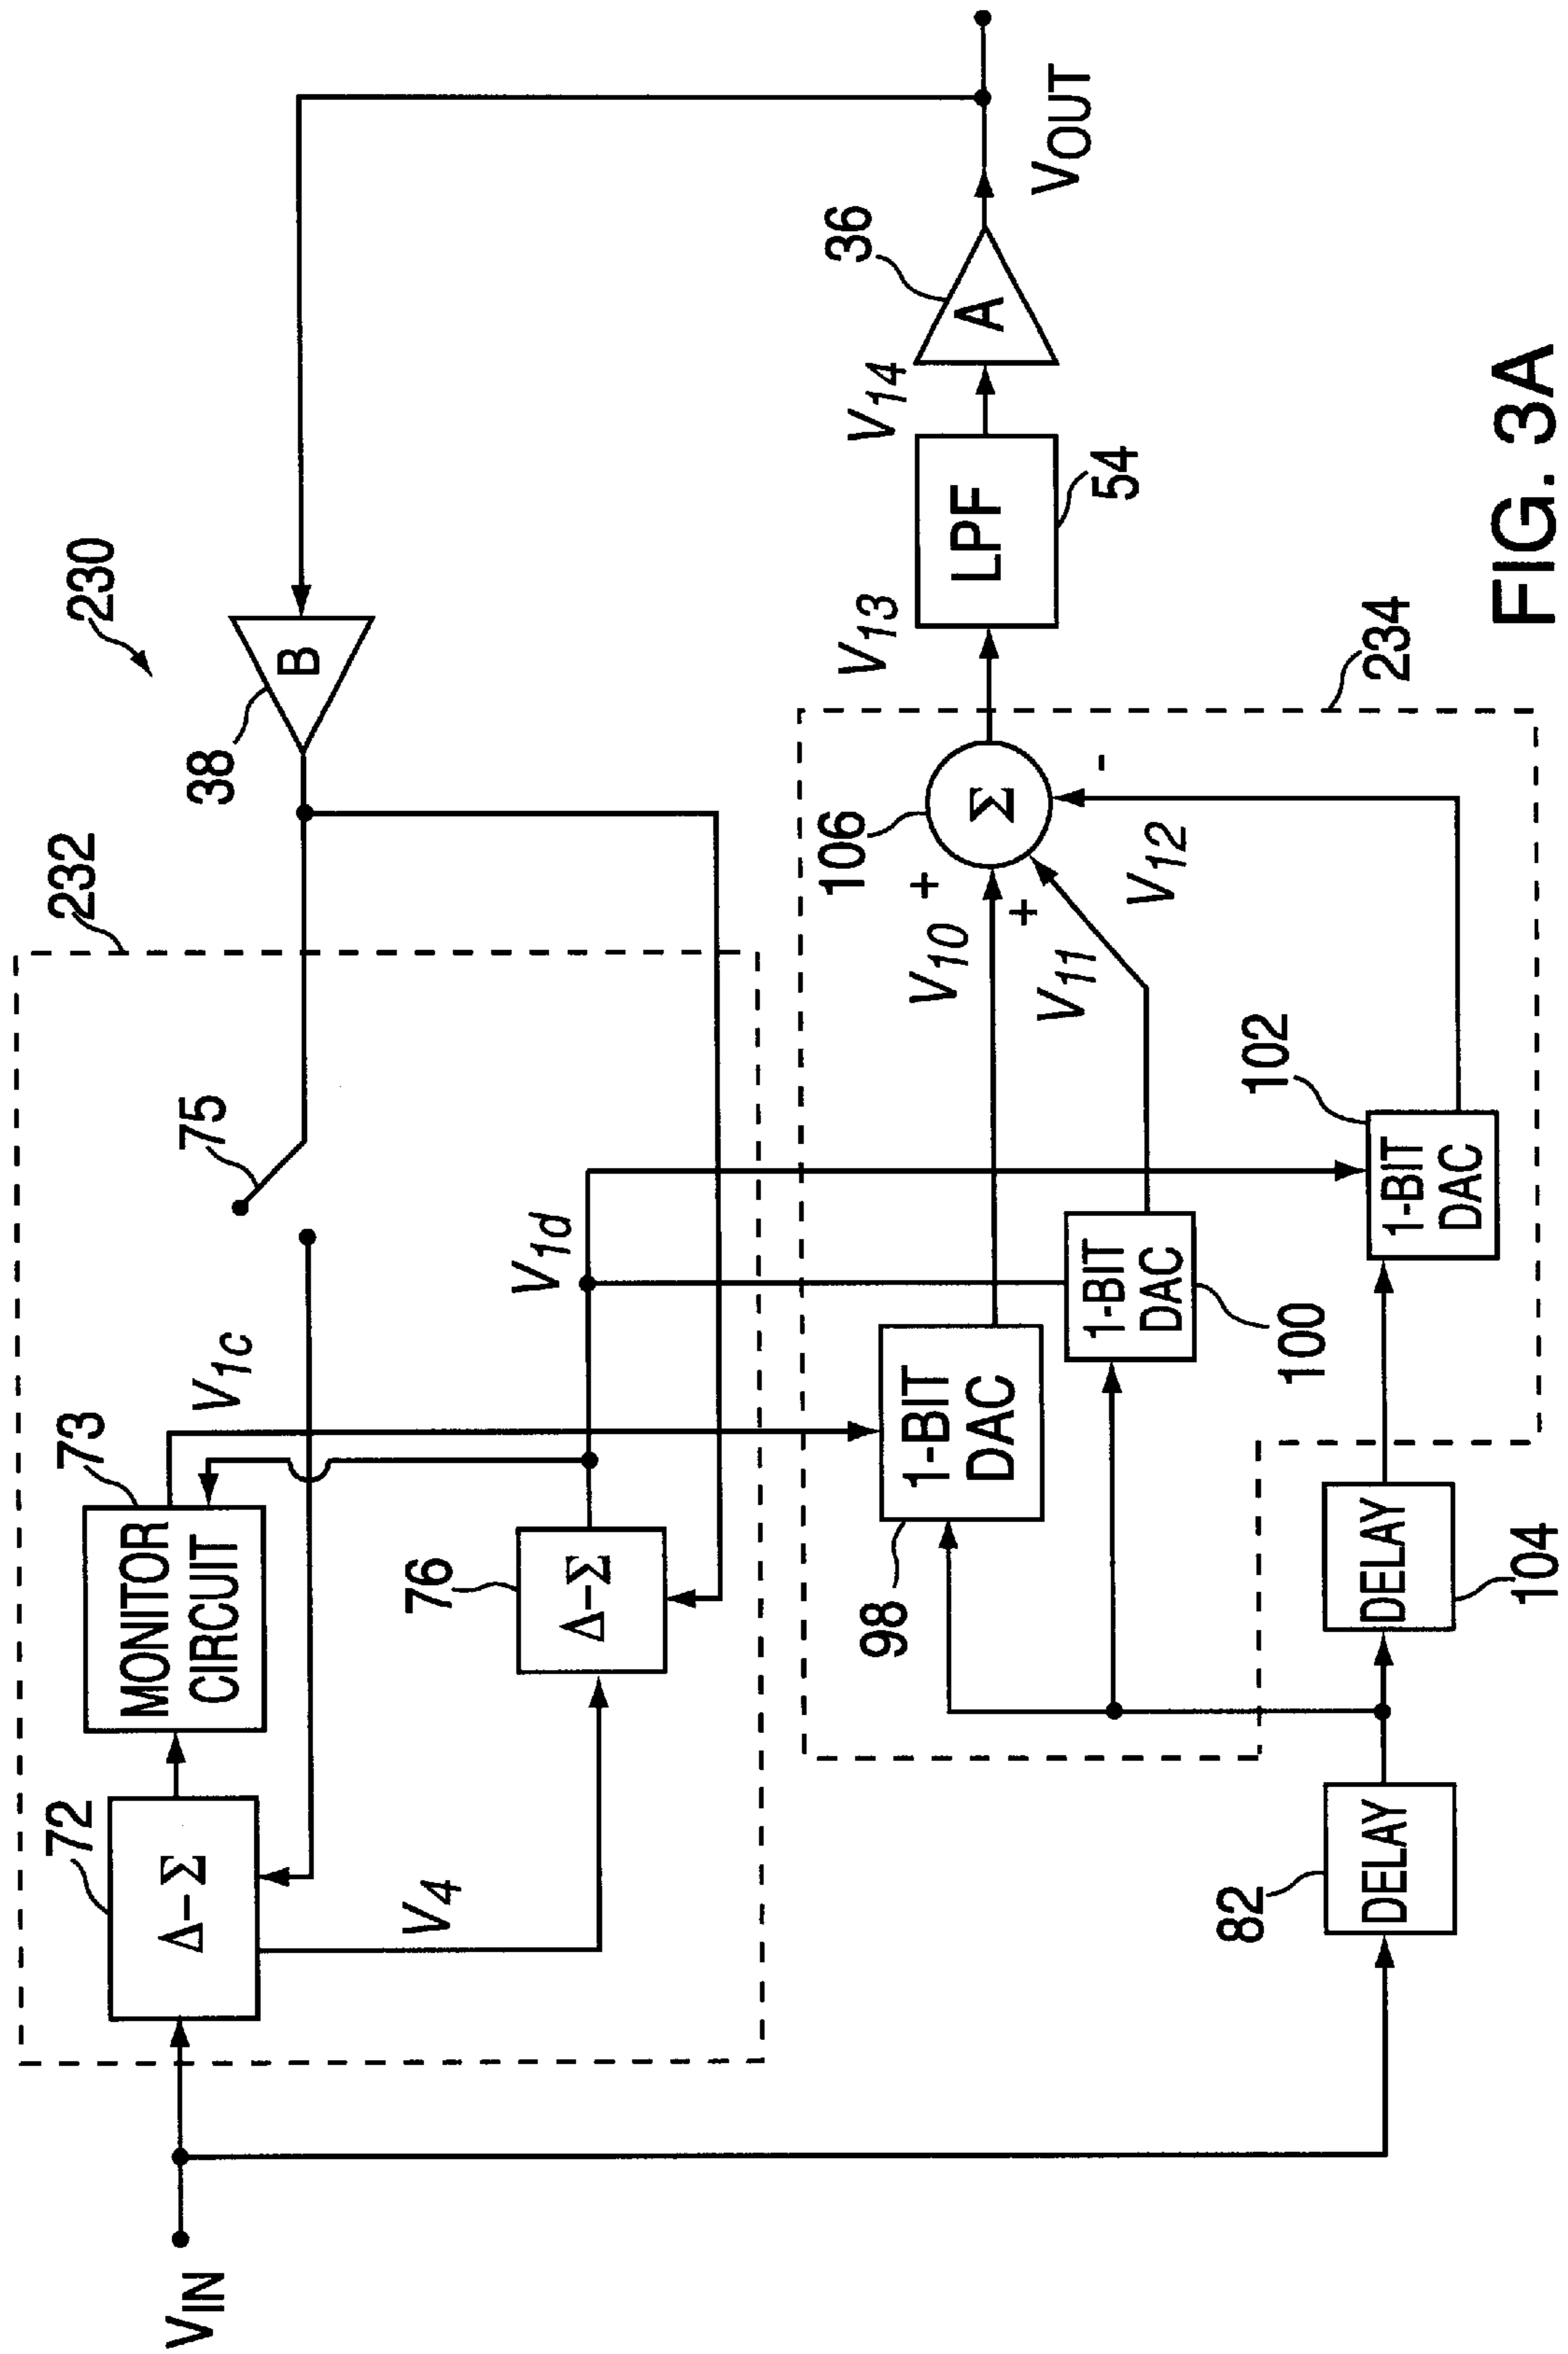 230
232
72
Δ-Σ
73
MONITOR
CIRCUIT
V1c
75
38
B
VIN
V4
76
Δ-Σ
V1d
36
A
VOUT
98
1-BIT
DAC
V10
+
106
Σ
V13
LPF
54
V14
100
1-BIT
DAC
V11
+
82
DELAY
104
DELAY
102
1-BIT
DAC
V12
-
234
FIG. 3A